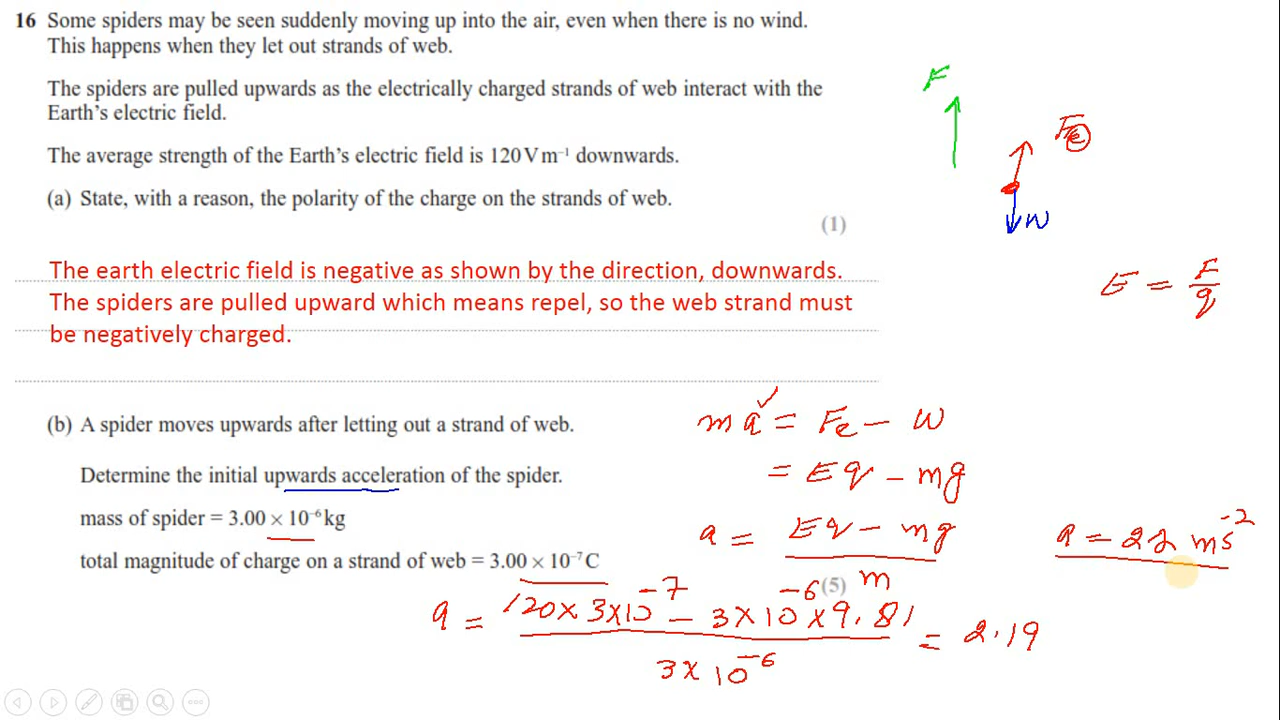 16 Some spiders may be seen suddenly moving up into the air, even when there is no wind.
This happens when they let out strands of web.
The spiders are pulled upwards as the electrically charged strands of web interact with the
Earth's electric field.
The average strength of the Earth's electric field is 120 V m⁻¹ downwards.
(a) State, with a reason, the polarity of the charge on the strands of web.
(1)
The earth electric field is negative as shown by the direction, downwards.
The spiders are pulled upward which means repel, so the web strand must
be negatively charged.
F
Fe
W
E = F/q
(b) A spider moves upwards after letting out a strand of web.
Determine the initial upwards acceleration of the spider.
mass of spider = 3.00 × 10⁻⁶ kg
total magnitude of charge on a strand of web = 3.00 × 10⁻⁷ C
(5)
ma = Fe − W
= Eq − mg
a = (Eq − mg)/m
a = (120 × 3×10⁻⁷ − 3×10⁻⁶ × 9.81)/(3×10⁻⁶) = 2.19
a = 2.2 ms⁻²